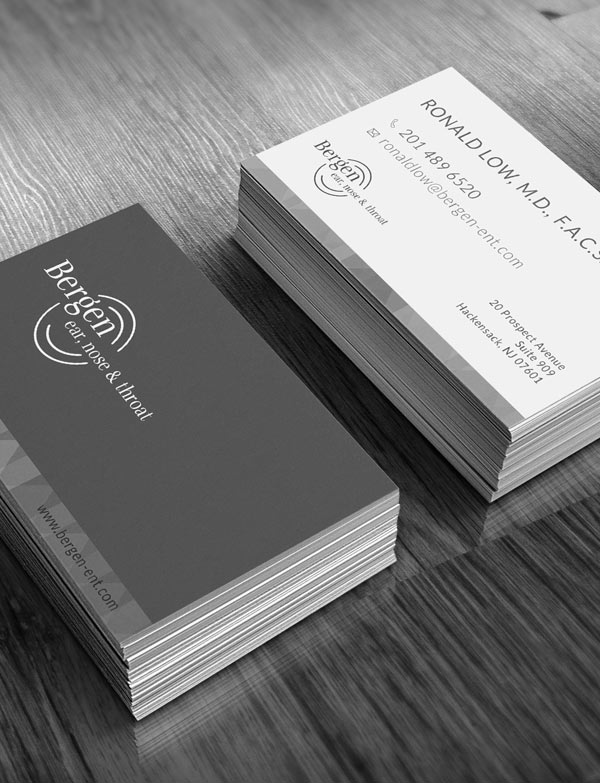 Bergen
ear, nose & throat
www.bergen-ent.com
RONALD LOW, M.D., F.A.C.S
201 489 6520
ronaldlow@bergen-ent.com
Bergen
ear, nose & throat
20 Prospect Avenue
Suite 909
Hackensack, NJ 07601